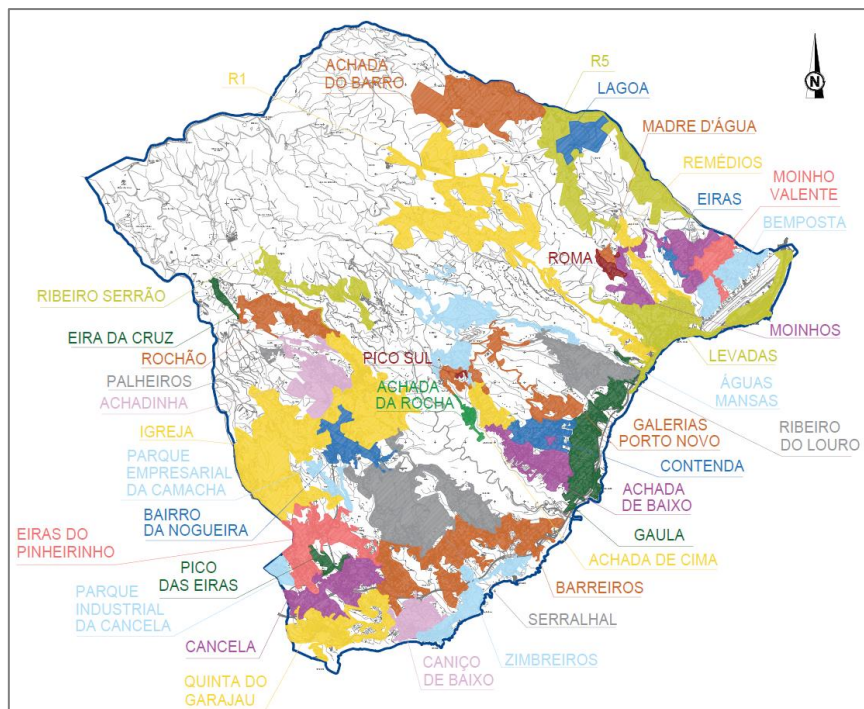 ACHADA
DO BARRO
R1
R5
LAGOA
N
MADRE D'ÁGUA
REMÉDIOS
MOINHO
VALENTE
EIRAS
BEMPOSTA
ROMA
RIBEIRO SERRÃO
MOINHOS
EIRA DA CRUZ
LEVADAS
ROCHÃO
PICO SUL
PALHEIROS
ACHADA
DA ROCHA
ÁGUAS
MANSAS
ACHADINHA
RIBEIRO
DO LOURO
IGREJA
GALERIAS
PORTO NOVO
PARQUE
EMPRESARIAL
DA CAMACHA
CONTENDA
ACHADA
DE BAIXO
BAIRRO
DA NOGUEIRA
EIRAS DO
PINHEIRINHO
GAULA
ACHADA DE CIMA
PICO
DAS EIRAS
BARREIROS
PARQUE
INDUSTRIAL
DA CANCELA
SERRALHAL
CANCELA
ZIMBREIROS
CANIÇO
DE BAIXO
QUINTA DO
GARAJAU